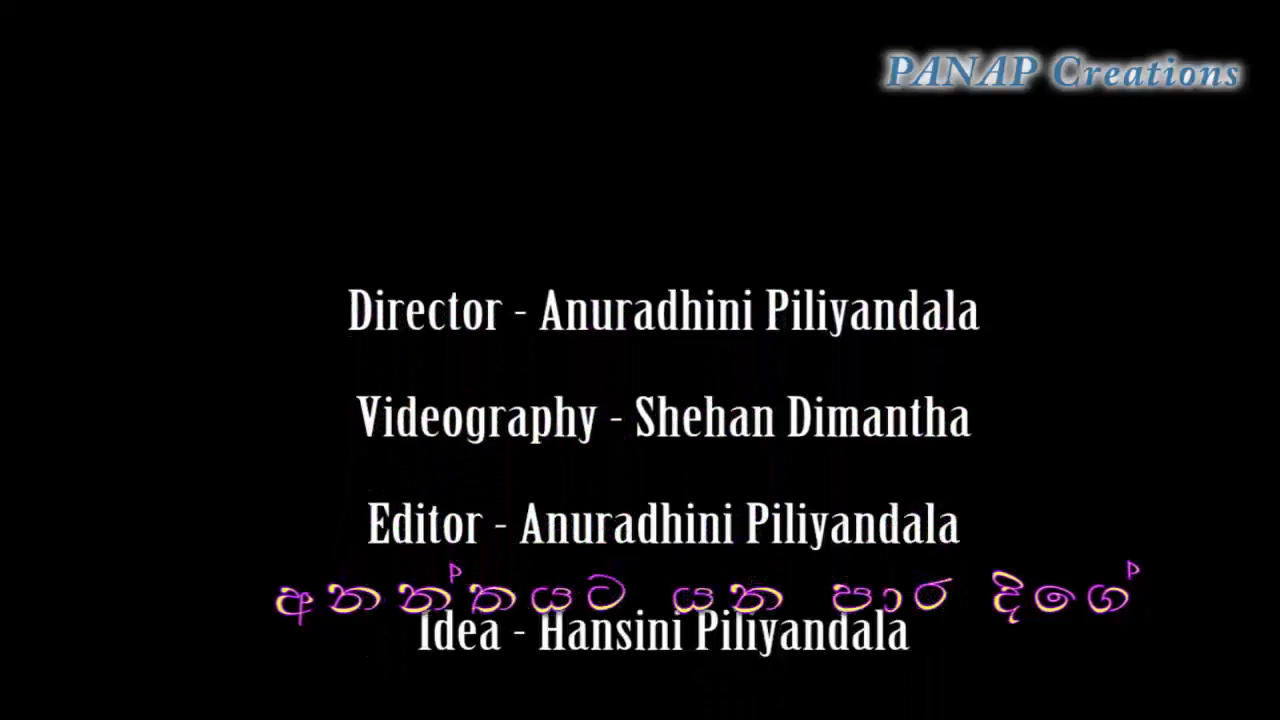 PANAP Creations
Director - Anuradhini Piliyandala
Videography - Shehan Dimantha
Editor - Anuradhini Piliyandala
අනන්තයට යන පාර දිගේ
Idea - Hansini Piliyandala